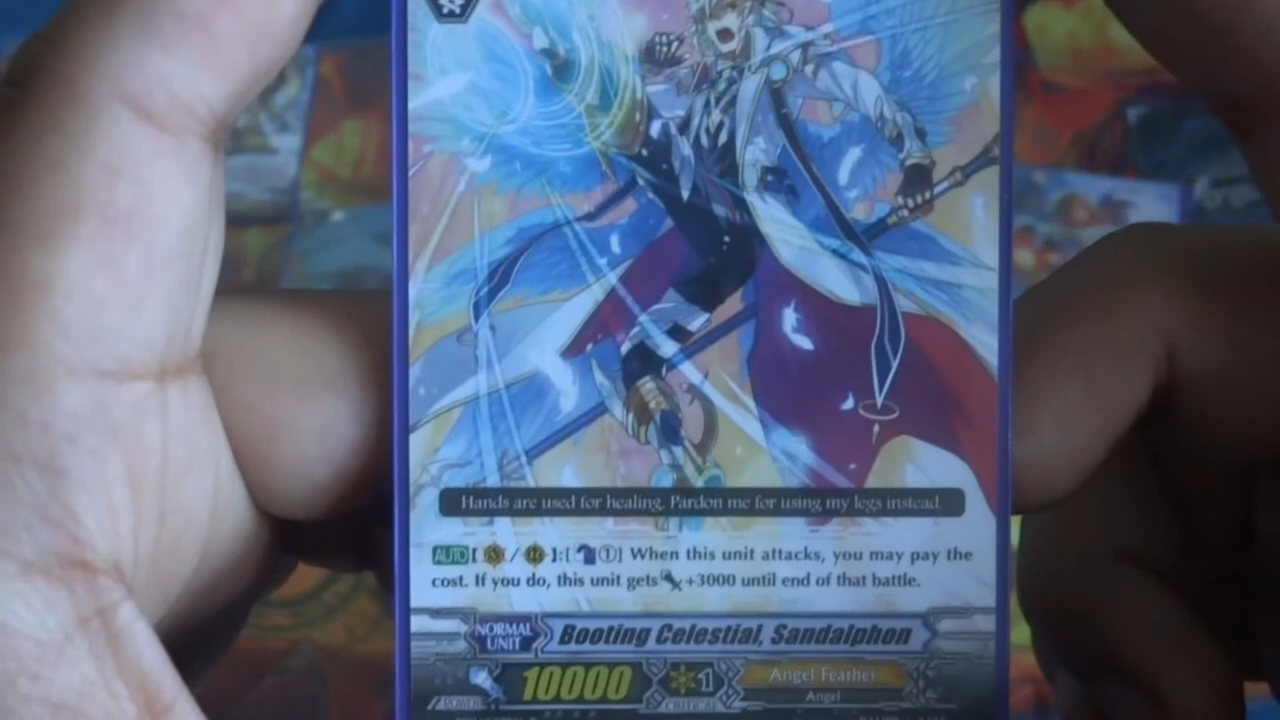 Hands are used for healing. Pardon me for using my legs instead.
AUTO[ V / R ]:[ ①] When this unit attacks, you may pay the
cost. If you do, this unit gets +3000 until end of that battle.
NORMAL
UNIT
Booting Celestial, Sandalphon
POWER
10000
1
CRITICAL
Angel Feather
Angel